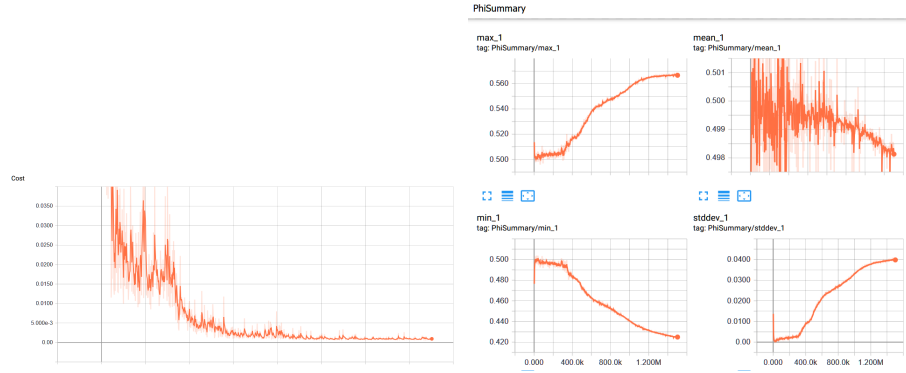 PhiSummary
max_1
tag: PhiSummary/max_1
0.560
0.540
0.520
0.500
mean_1
tag: PhiSummary/mean_1
0.501
0.500
0.499
0.498
Cost
0.0350
0.0300
0.0250
0.0200
0.0150
0.0100
5.000e-3
0.00
min_1
tag: PhiSummary/min_1
0.500
0.480
0.460
0.440
0.420
0.000 400.0k 800.0k 1.200M
stddev_1
tag: PhiSummary/stddev_1
0.0400
0.0300
0.0200
0.0100
0.00
0.000 400.0k 800.0k 1.200M